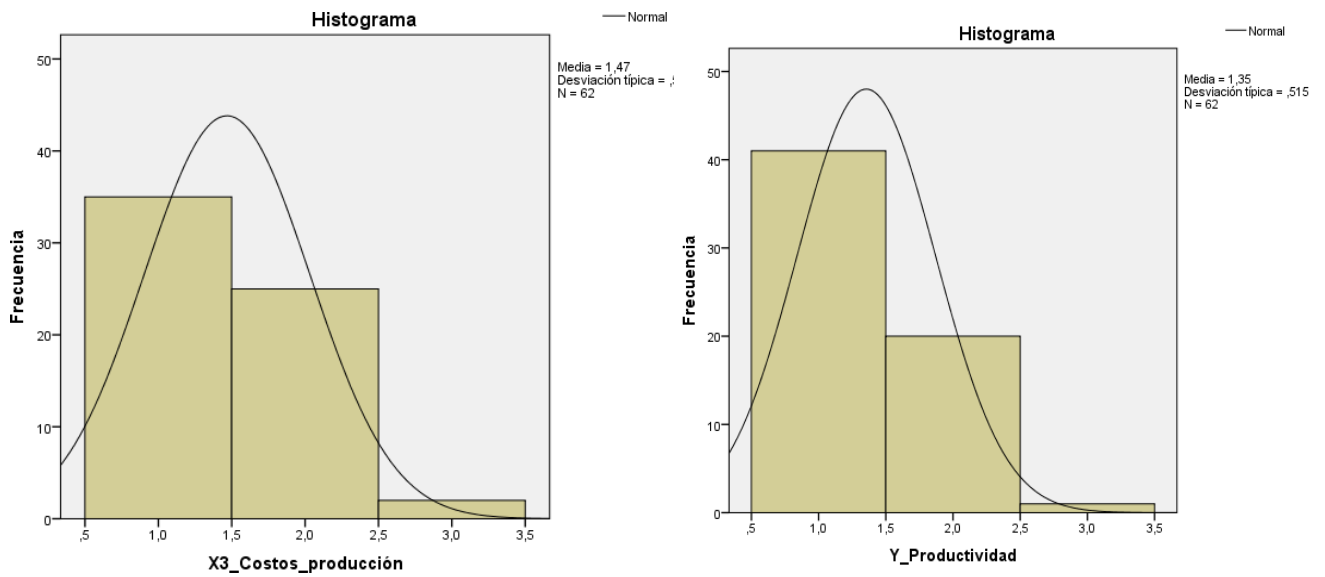 Histograma
Normal
Media = 1,47
Desviación típica =
N = 62
50
40
30
20
10
0
Frecuencia
,5 1,0 1,5 2,0 2,5 3,0 3,5
X3_Costos_producción
Histograma
Normal
Media = 1,35
Desviación típica = ,515
N = 62
50
40
30
20
10
0
Frecuencia
,5 1,0 1,5 2,0 2,5 3,0 3,5
Y_Productividad